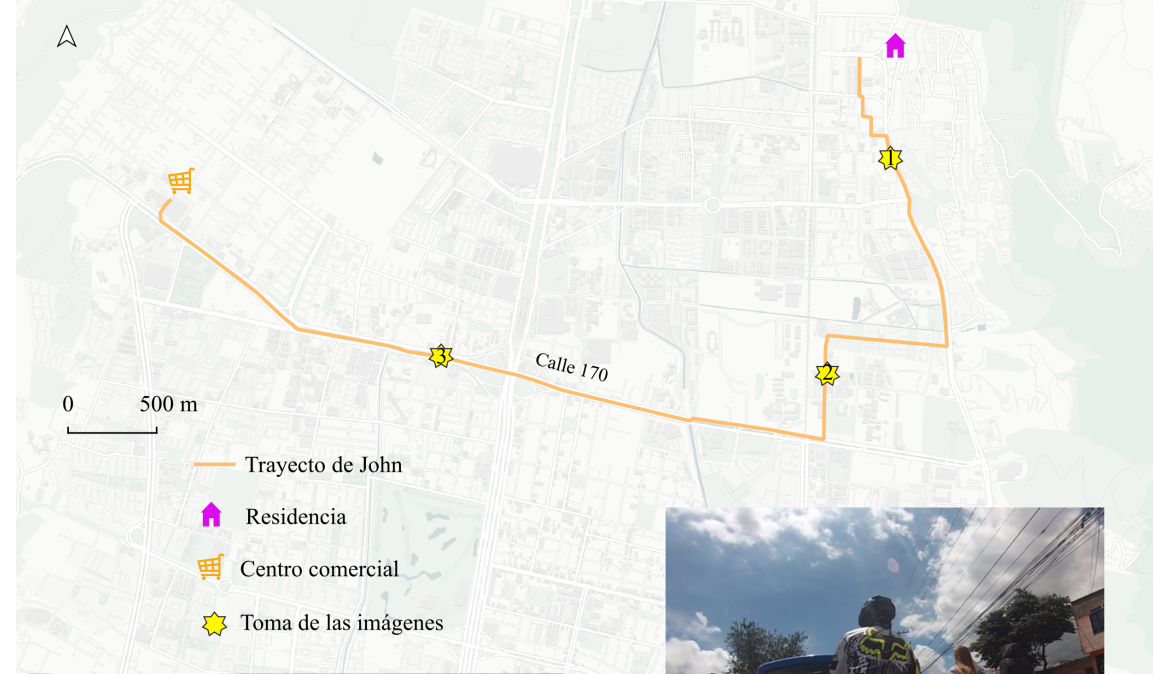 1
3
2
Calle 170
0 500 m
Trayecto de John
Residencia
Centro comercial
Toma de las imágenes